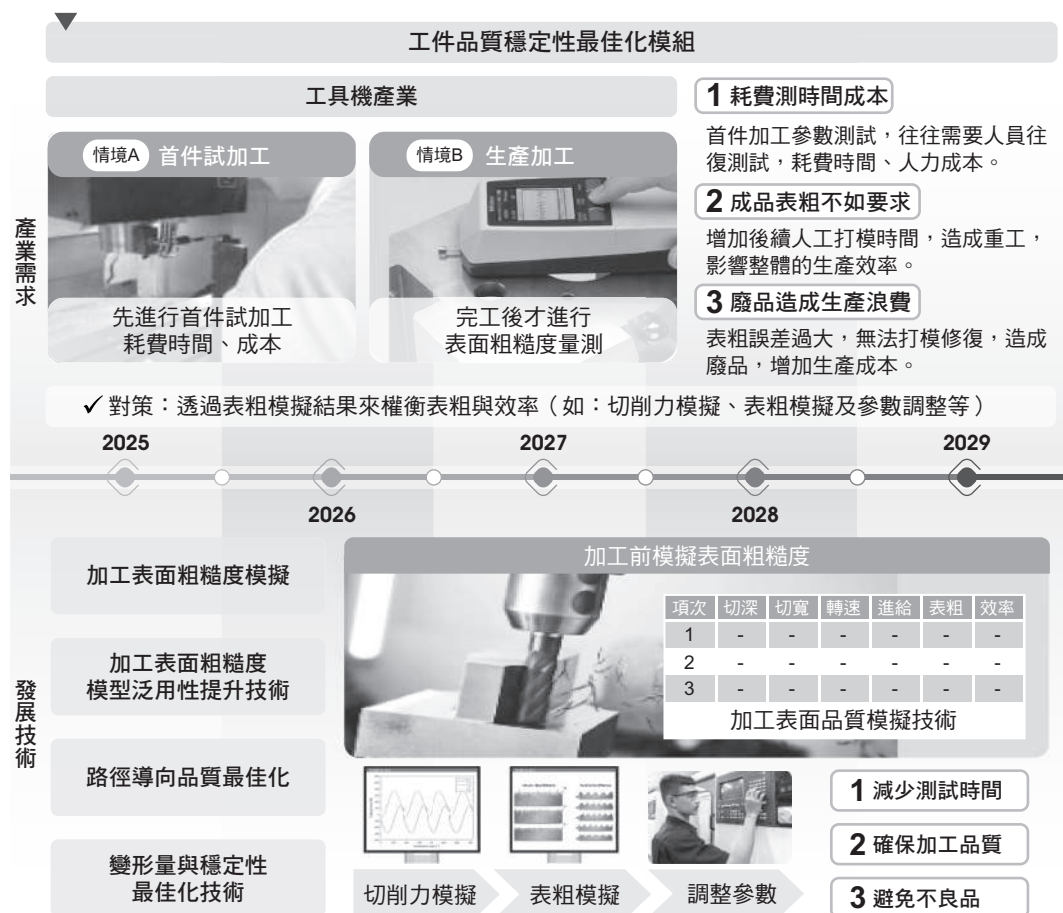 工件品質穩定性最佳化模組
工具機產業
情境A 首件試加工
先進行首件試加工
耗費時間、成本
情境B 生產加工
完工後才進行
表面粗糙度量測
1 耗費測時間成本
首件加工參數測試，往往需要人員往
復測試，耗費時間、人力成本。
2 成品表粗不如要求
增加後續人工打模時間，造成重工，
影響整體的生產效率。
3 廢品造成生產浪費
表粗誤差過大，無法打模修復，造成
廢品，增加生產成本。
產業需求
✓對策：透過表粗模擬結果來權衡表粗與效率（如：切削力模擬、表粗模擬及參數調整等）
2025
2027
2029
2026
2028
發展技術
加工表面粗糙度模擬
加工表面粗糙度
模型泛用性提升技術
路徑導向品質最佳化
變形量與穩定性
最佳化技術
加工前模擬表面粗糙度
項次 切深 切寬 轉速 進給 表粗 效率
1 - - - - - -
2 - - - - - -
3 - - - - - -
加工表面品質模擬技術
切削力模擬
表粗模擬
調整參數
1 減少測試時間
2 確保加工品質
3 避免不良品